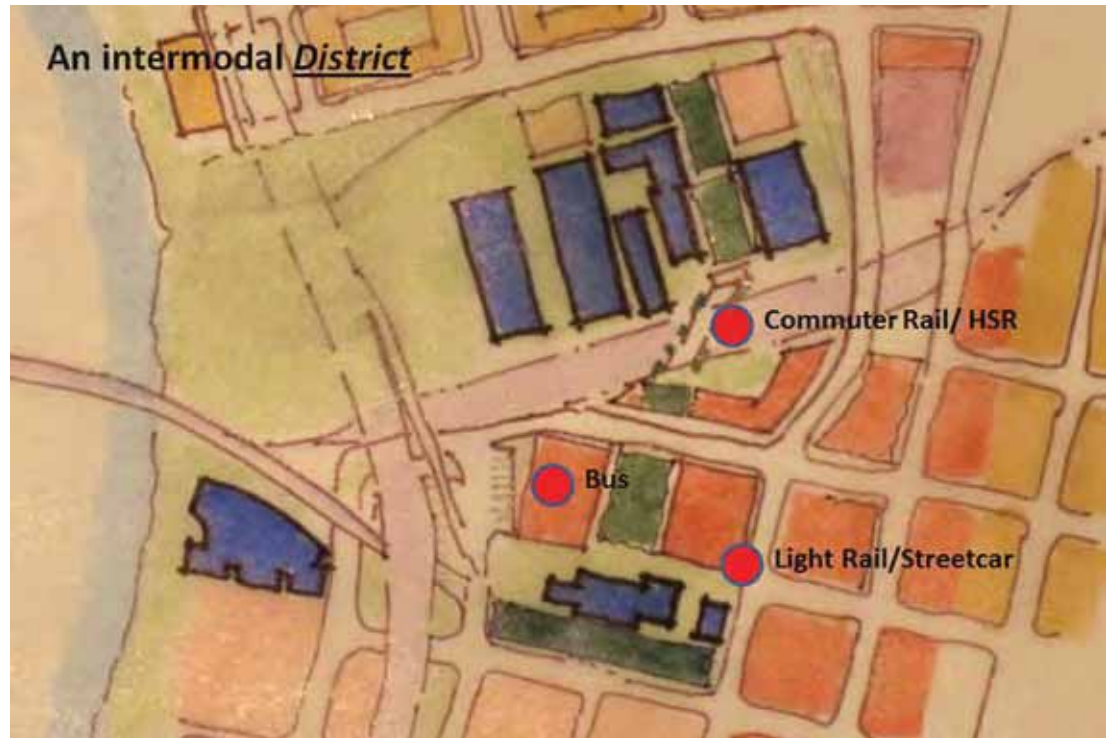 An intermodal District
Commuter Rail/ HSR
Bus
Light Rail/Streetcar